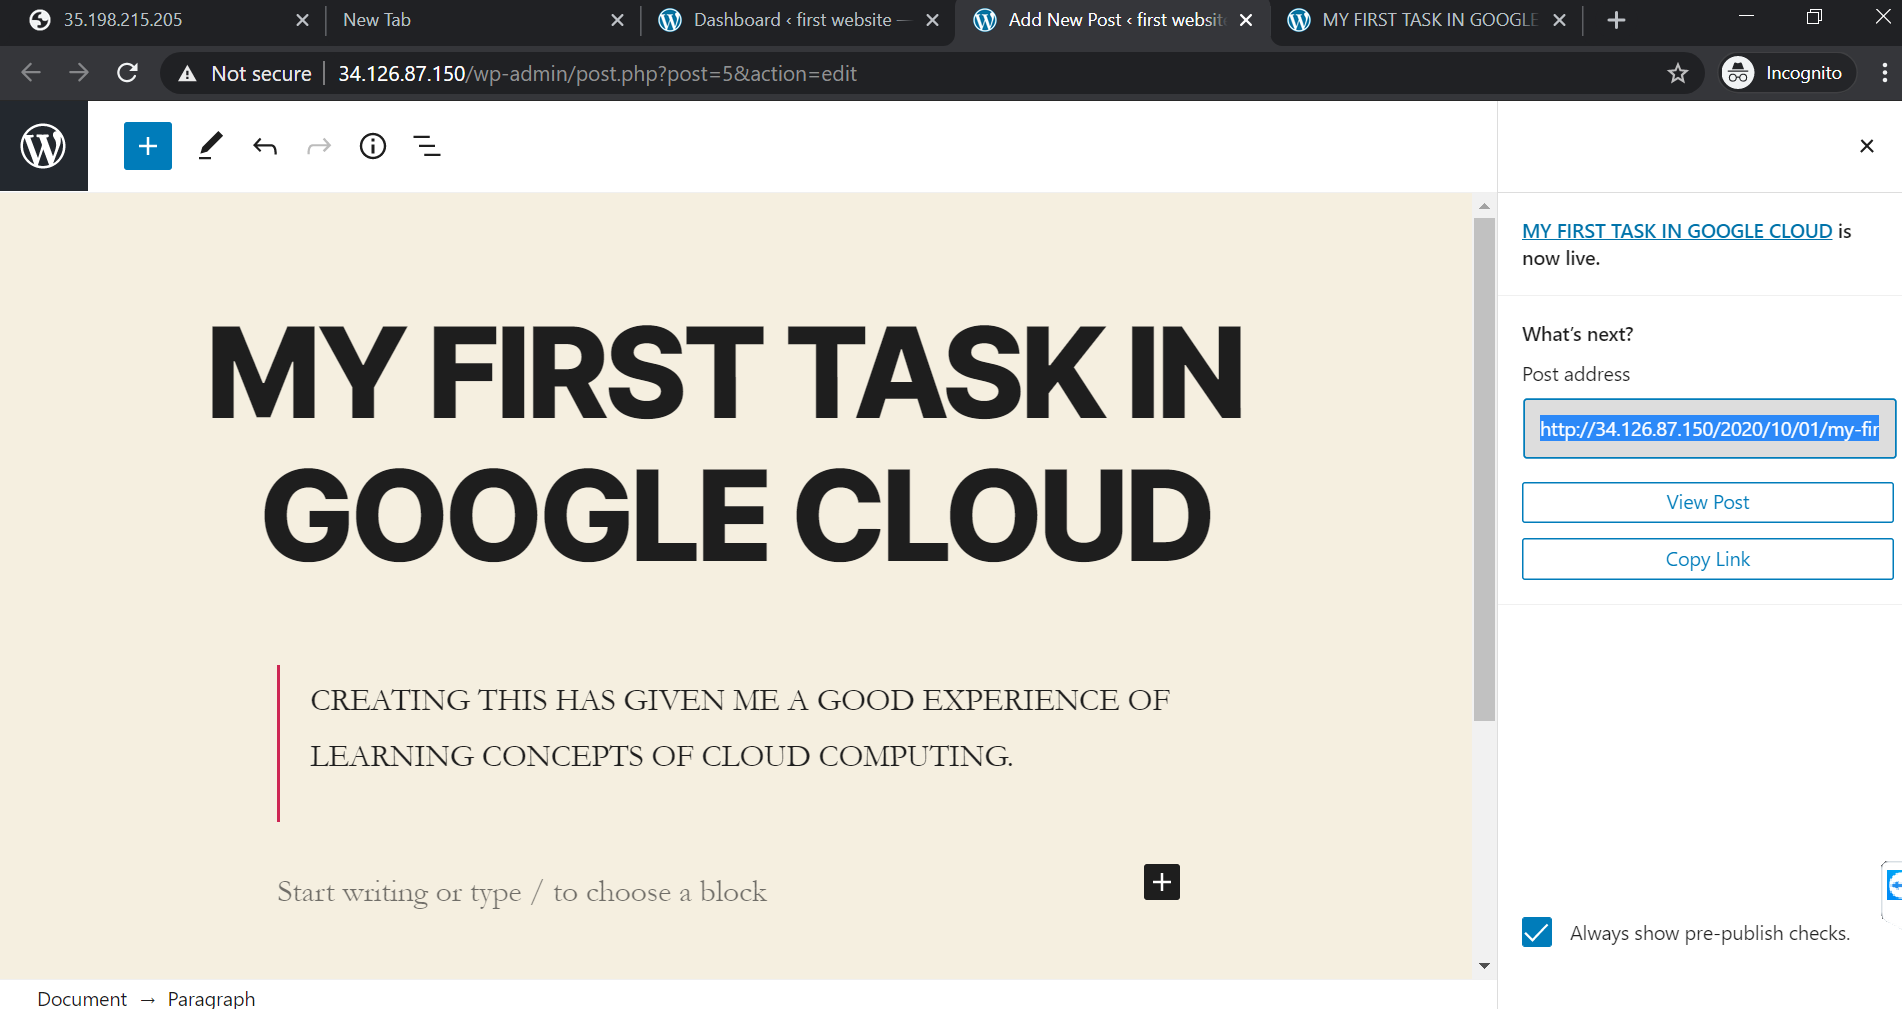 35.198.215.205
New Tab
Dashboard ‹ first website —
Add New Post ‹ first websit
MY FIRST TASK IN GOOGLE
Not secure
34.126.87.150/wp-admin/post.php?post=5&action=edit
Incognito
MY FIRST TASK IN GOOGLE CLOUD is
now live.
What's next?
Post address
http://34.126.87.150/2020/10/01/my-fir
View Post
Copy Link
Always show pre-publish checks.
MY FIRST TASK IN
GOOGLE CLOUD
CREATING THIS HAS GIVEN ME A GOOD EXPERIENCE OF
LEARNING CONCEPTS OF CLOUD COMPUTING.
Start writing or type / to choose a block
Document → Paragraph